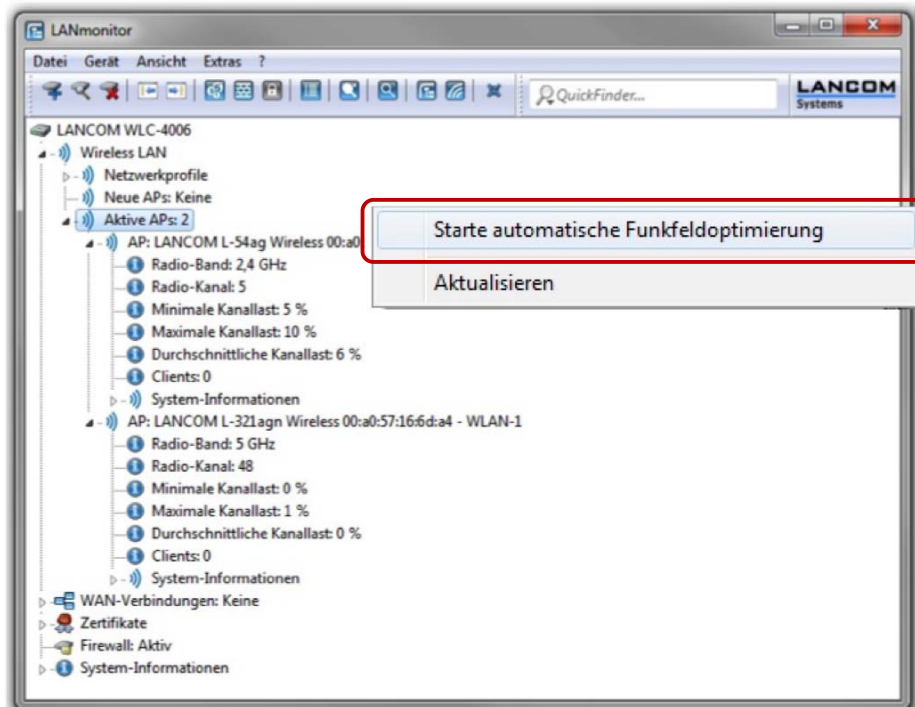 LANmonitor
Datei Gerät Ansicht Extras ?
QuickFinder...
LANCOM
Systems
LANCOM WLC-4006
Wireless LAN
Netzwerkprofile
Neue APs: Keine
Aktive APs: 2
AP: LANCOM L-54ag Wireless 00:a0
Radio-Band: 2,4 GHz
Radio-Kanal: 5
Minimale Kanallast: 5 %
Maximale Kanallast: 10 %
Durchschnittliche Kanallast: 6 %
Clients: 0
System-Informationen
AP: LANCOM L-321agn Wireless 00:a0:57:16:6d:a4 - WLAN-1
Radio-Band: 5 GHz
Radio-Kanal: 48
Minimale Kanallast: 0 %
Maximale Kanallast: 1 %
Durchschnittliche Kanallast: 0 %
Clients: 0
System-Informationen
WAN-Verbindungen: Keine
Zertifikate
Firewall: Aktiv
System-Informationen
Starte automatische Funkfeldoptimierung
Aktualisieren